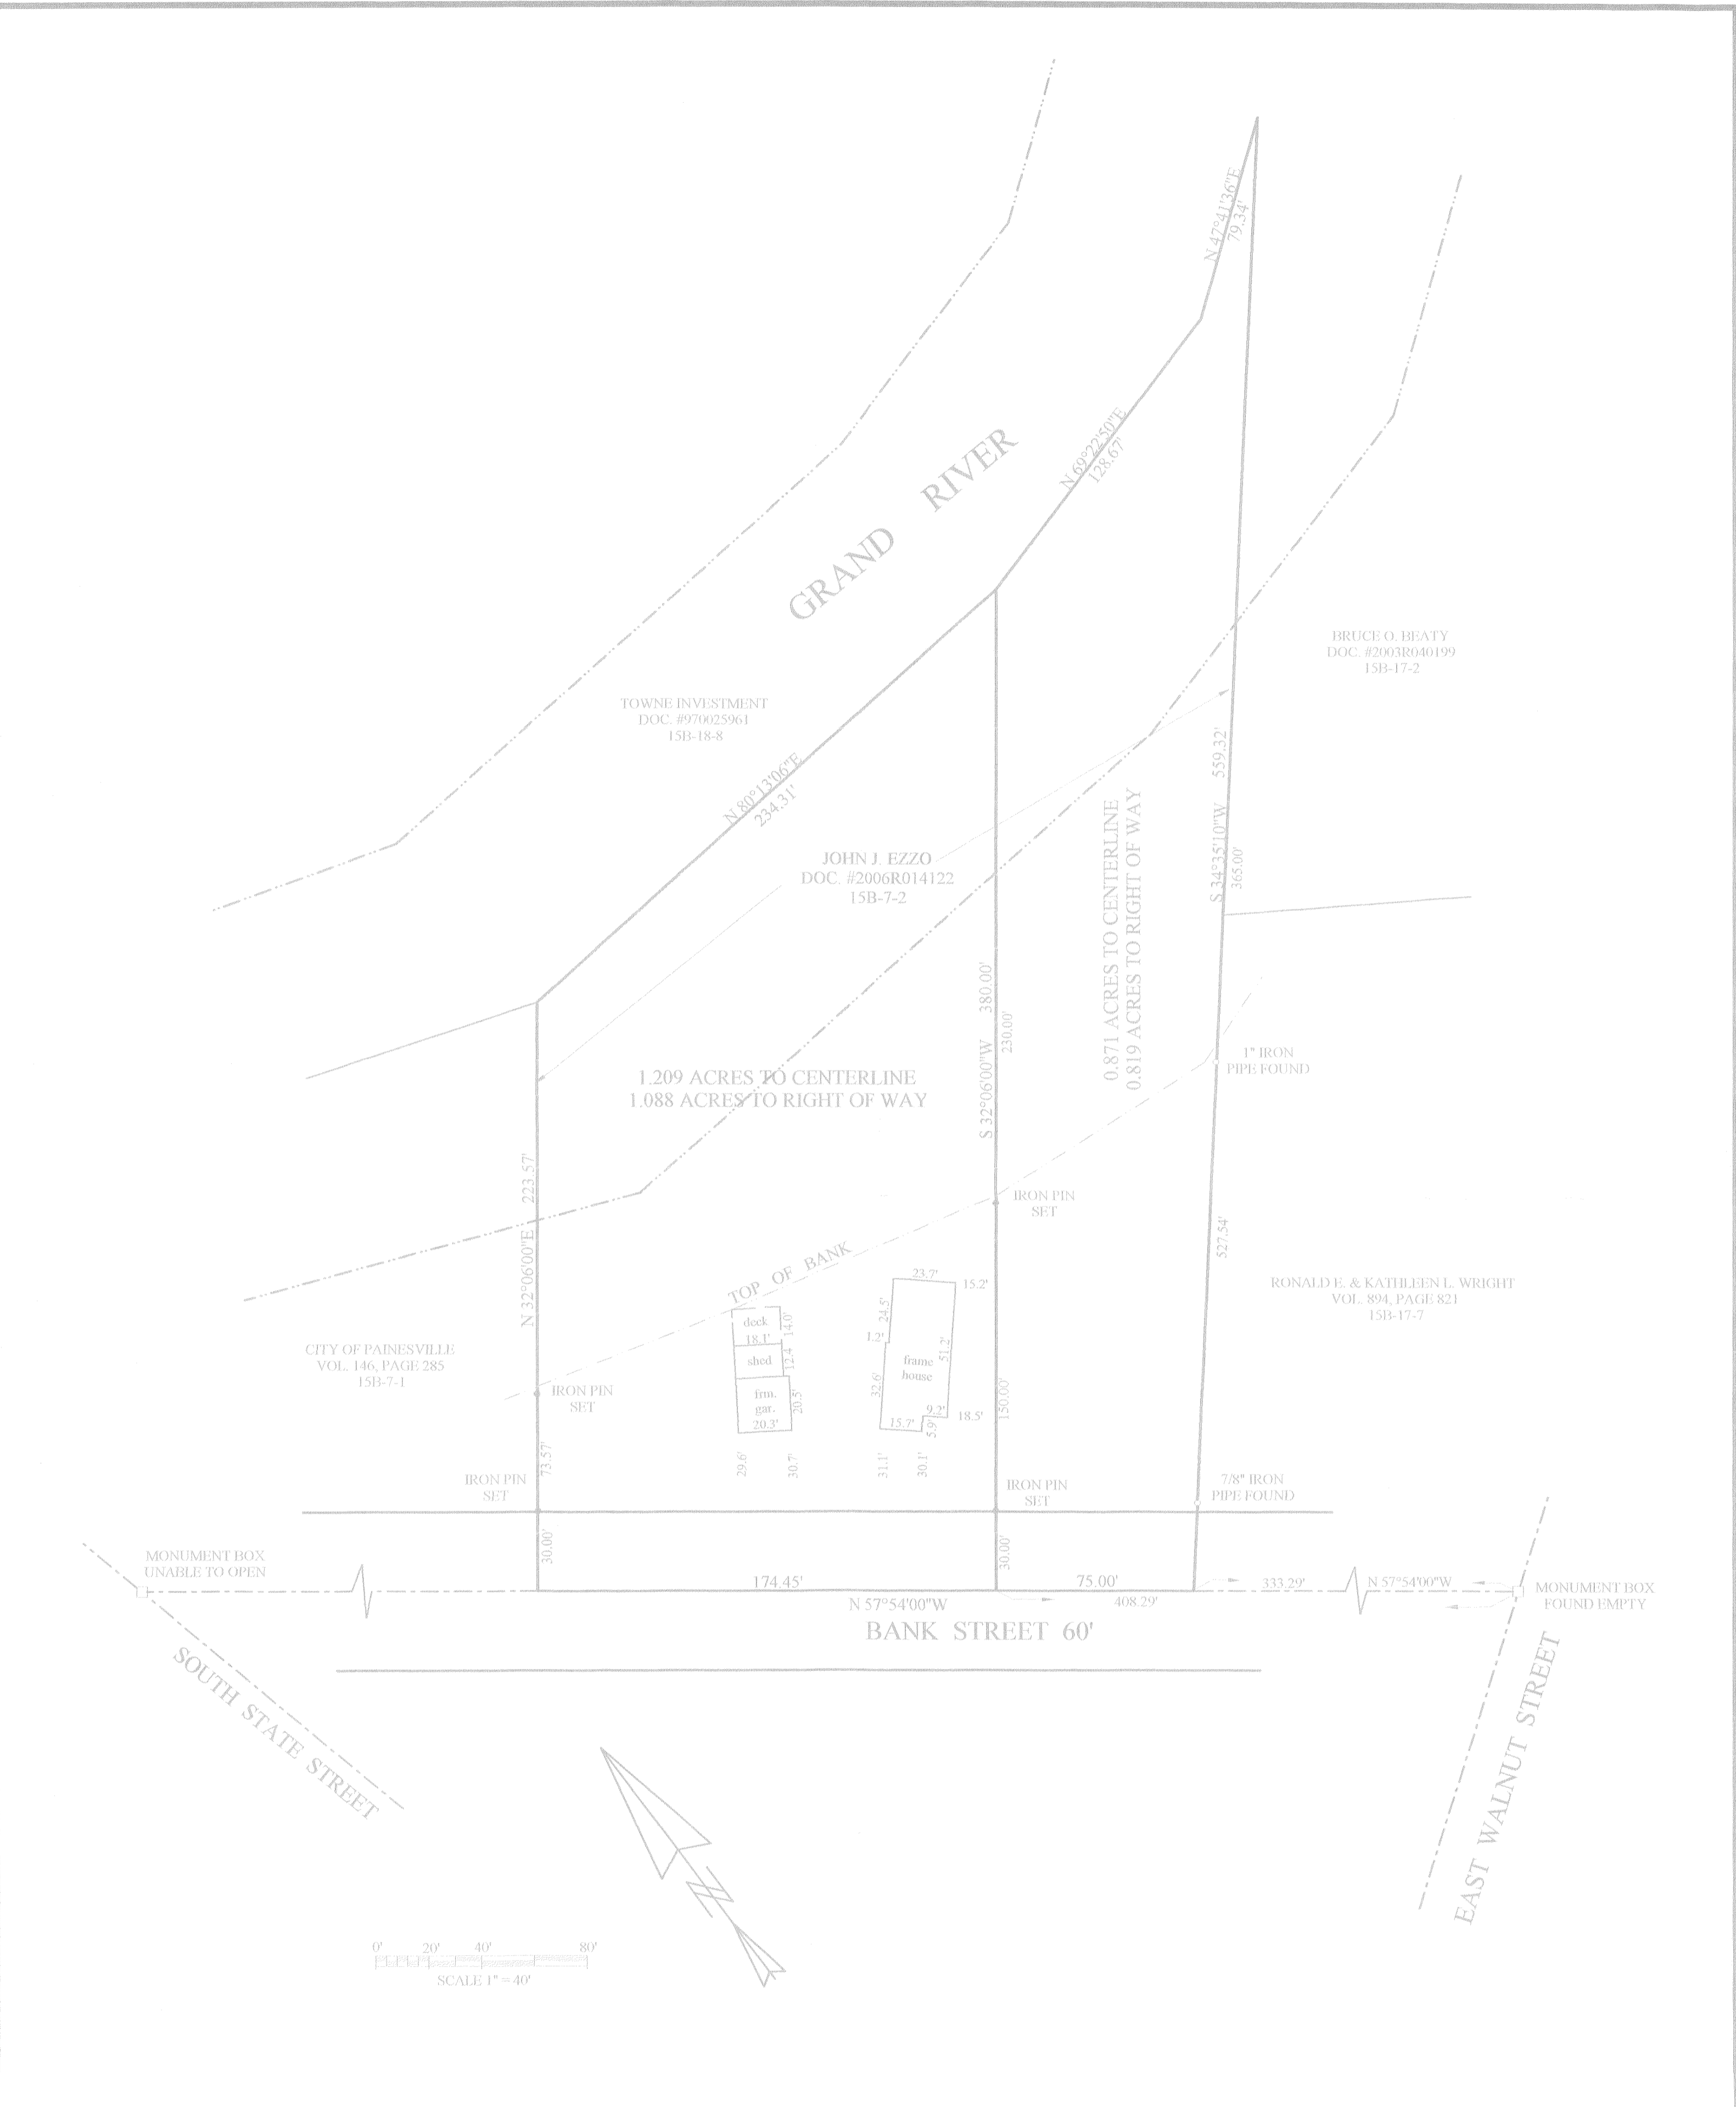 N 47°41'36"E
79.34'
N 69°22'50"E
128.67'
GRAND RIVER
BRUCE O. BEATY
DOC. #2003R040199
15B-17-2
TOWNE INVESTMENT
DOC. #970025961
15B-18-8
N 80°13'06"E
234.31'
S 34°35'10"W 559.32'
365.00'
JOHN J. EZZO
DOC. #2006R014122
15B-7-2
0.871 ACRES TO CENTERLINE
0.819 ACRES TO RIGHT OF WAY
S 32°06'00"W 380.00'
230.00'
1" IRON
PIPE FOUND
1.209 ACRES TO CENTERLINE
1.088 ACRES TO RIGHT OF WAY
N 32°06'00"E 223.57'
IRON PIN
SET
527.54'
TOP OF BANK
23.7'
15.2'
24.5'
1.2'
51.2'
32.6'
frame
house
9.2'
15.7'
5.9'
18.5'
deck
18.1'
14.0'
shed
12.4
frm.
gar.
20.3'
20.5'
RONALD E. & KATHLEEN L. WRIGHT
VOL. 894, PAGE 821
15B-17-7
CITY OF PAINESVILLE
VOL. 146, PAGE 285
15B-7-1
IRON PIN
SET
150.00'
73.57'
29.6'
30.7'
31.1'
30.1'
IRON PIN
SET
IRON PIN
SET
7/8" IRON
PIPE FOUND
30.00'
30.00'
MONUMENT BOX
UNABLE TO OPEN
174.45'
75.00'
333.29'
N 57°54'00"W
MONUMENT BOX
FOUND EMPTY
N 57°54'00"W
408.29'
BANK STREET 60'
SOUTH STATE STREET
EAST WALNUT STREET
0' 20' 40' 80'
SCALE 1" = 40'